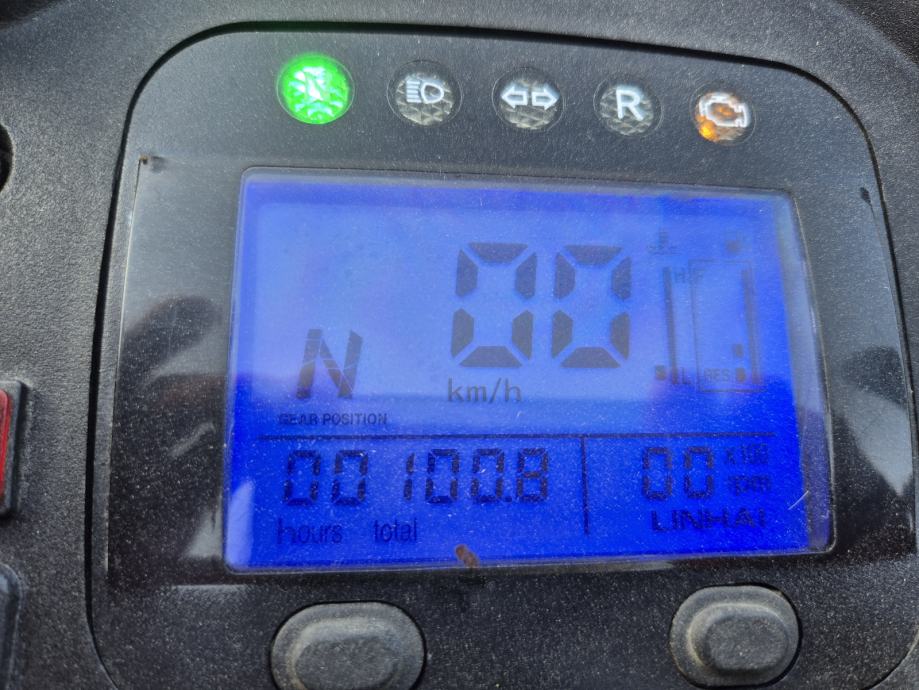 N
R
00
H F
km/h
L RES
N
GEAR POSITION
00100.8
00 x100
rpm
hours total
LINHAI